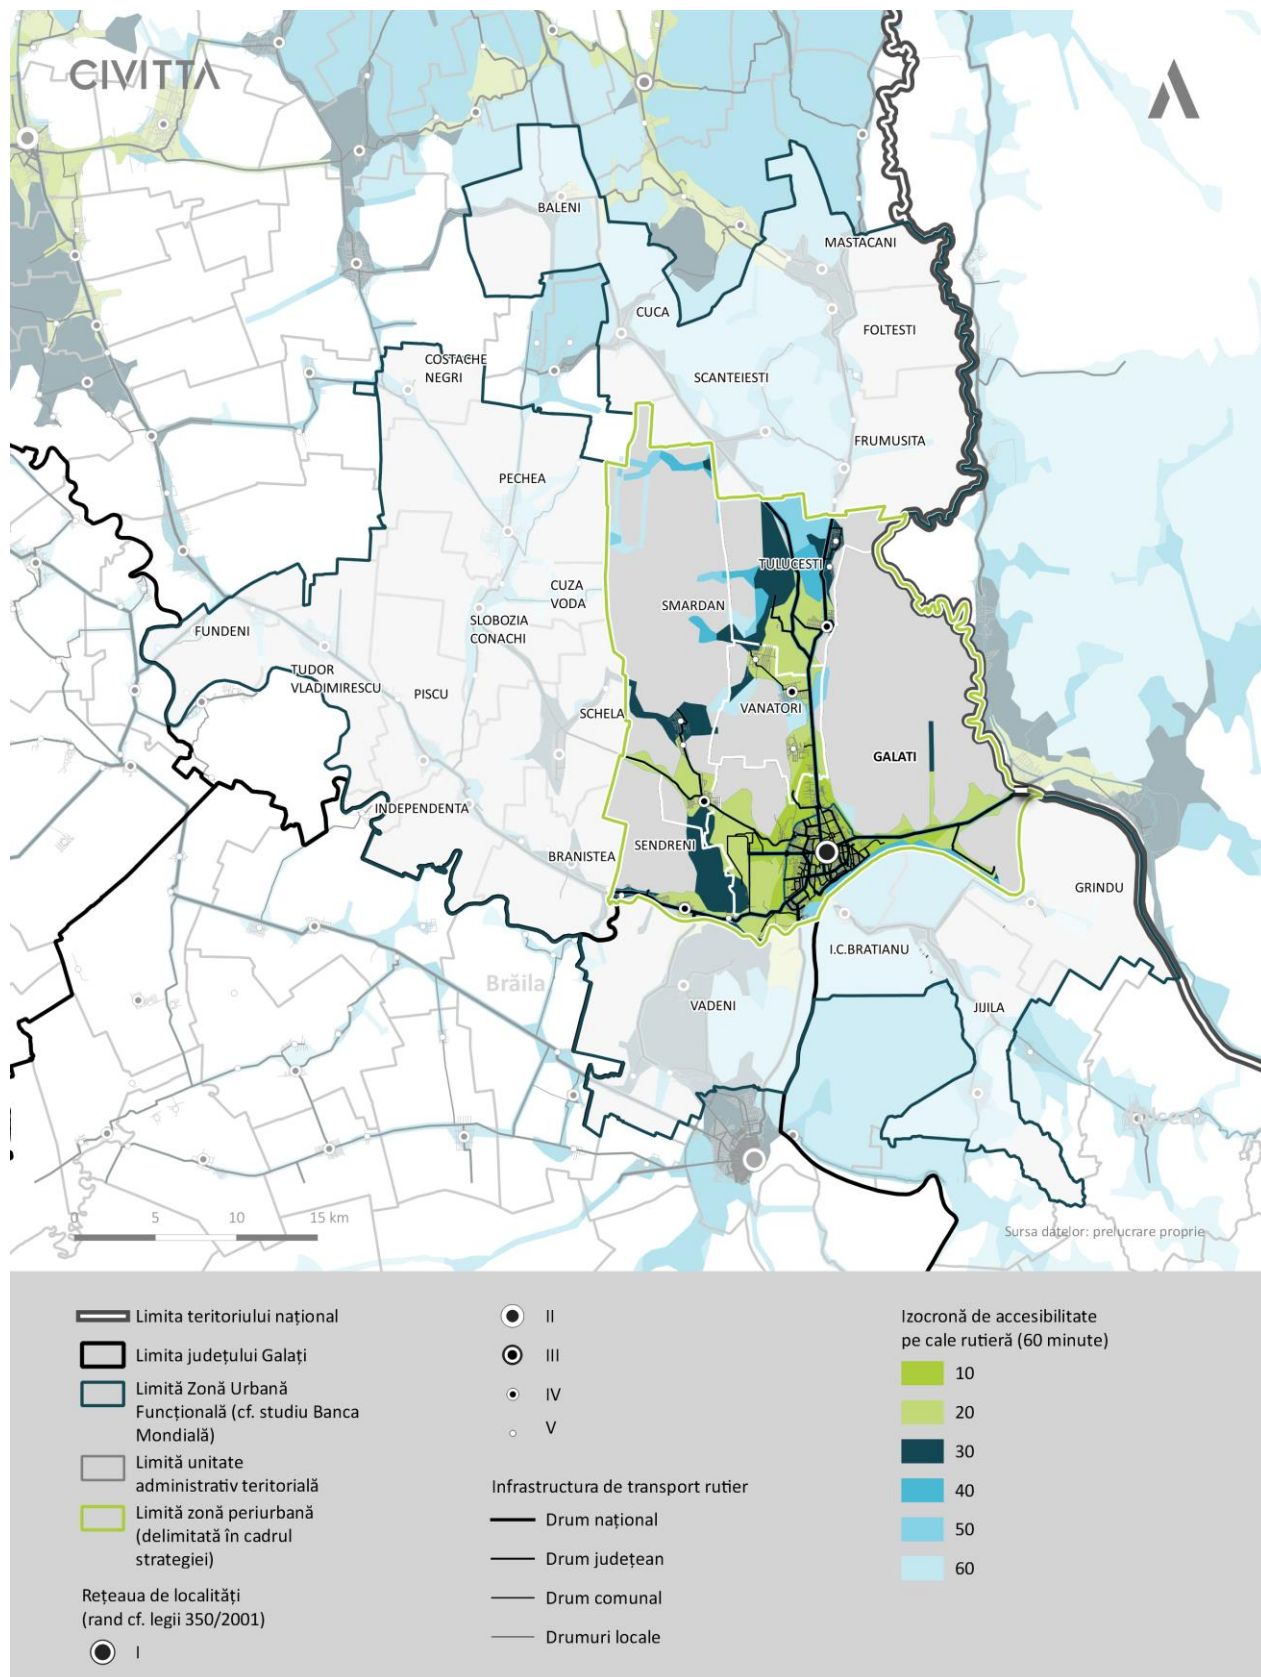 CIVITTA
BALENI
MASTACANI
CUCA
FOLTESTI
COSTACHE
NEGRI
SCANTEIESTI
FRUMUSITA
PECHEA
TULUCESTI
CUZA
VODA
SMARDAN
SLOBOZIA
CONACHI
FUNDENI
TUDOR
VLADIMIRESCU
PISCU
SCHELA
VANATORI
GALATI
INDEPENDENTA
SENDRENI
BRANISTEA
GRINDU
I.C.BRATIANU
Brăila
VADENI
JIJILA
0 5 10 15 km
Sursa datelor: prelucrare proprie
Limita teritoriului național
Limita județului Galați
Limită Zonă Urbană
Funcțională (cf. studiu Banca
Mondială)
Limită unitate
administrativ teritorială
Limită zonă periurbană
(delimitată în cadrul
strategiei)
Rețeaua de localități
(rand cf. legii 350/2001)
I
II
III
IV
V
Infrastructura de transport rutier
Drum național
Drum județean
Drum comunal
Drumuri locale
Izocronă de accesibilitate
pe cale rutieră (60 minute)
10
20
30
40
50
60